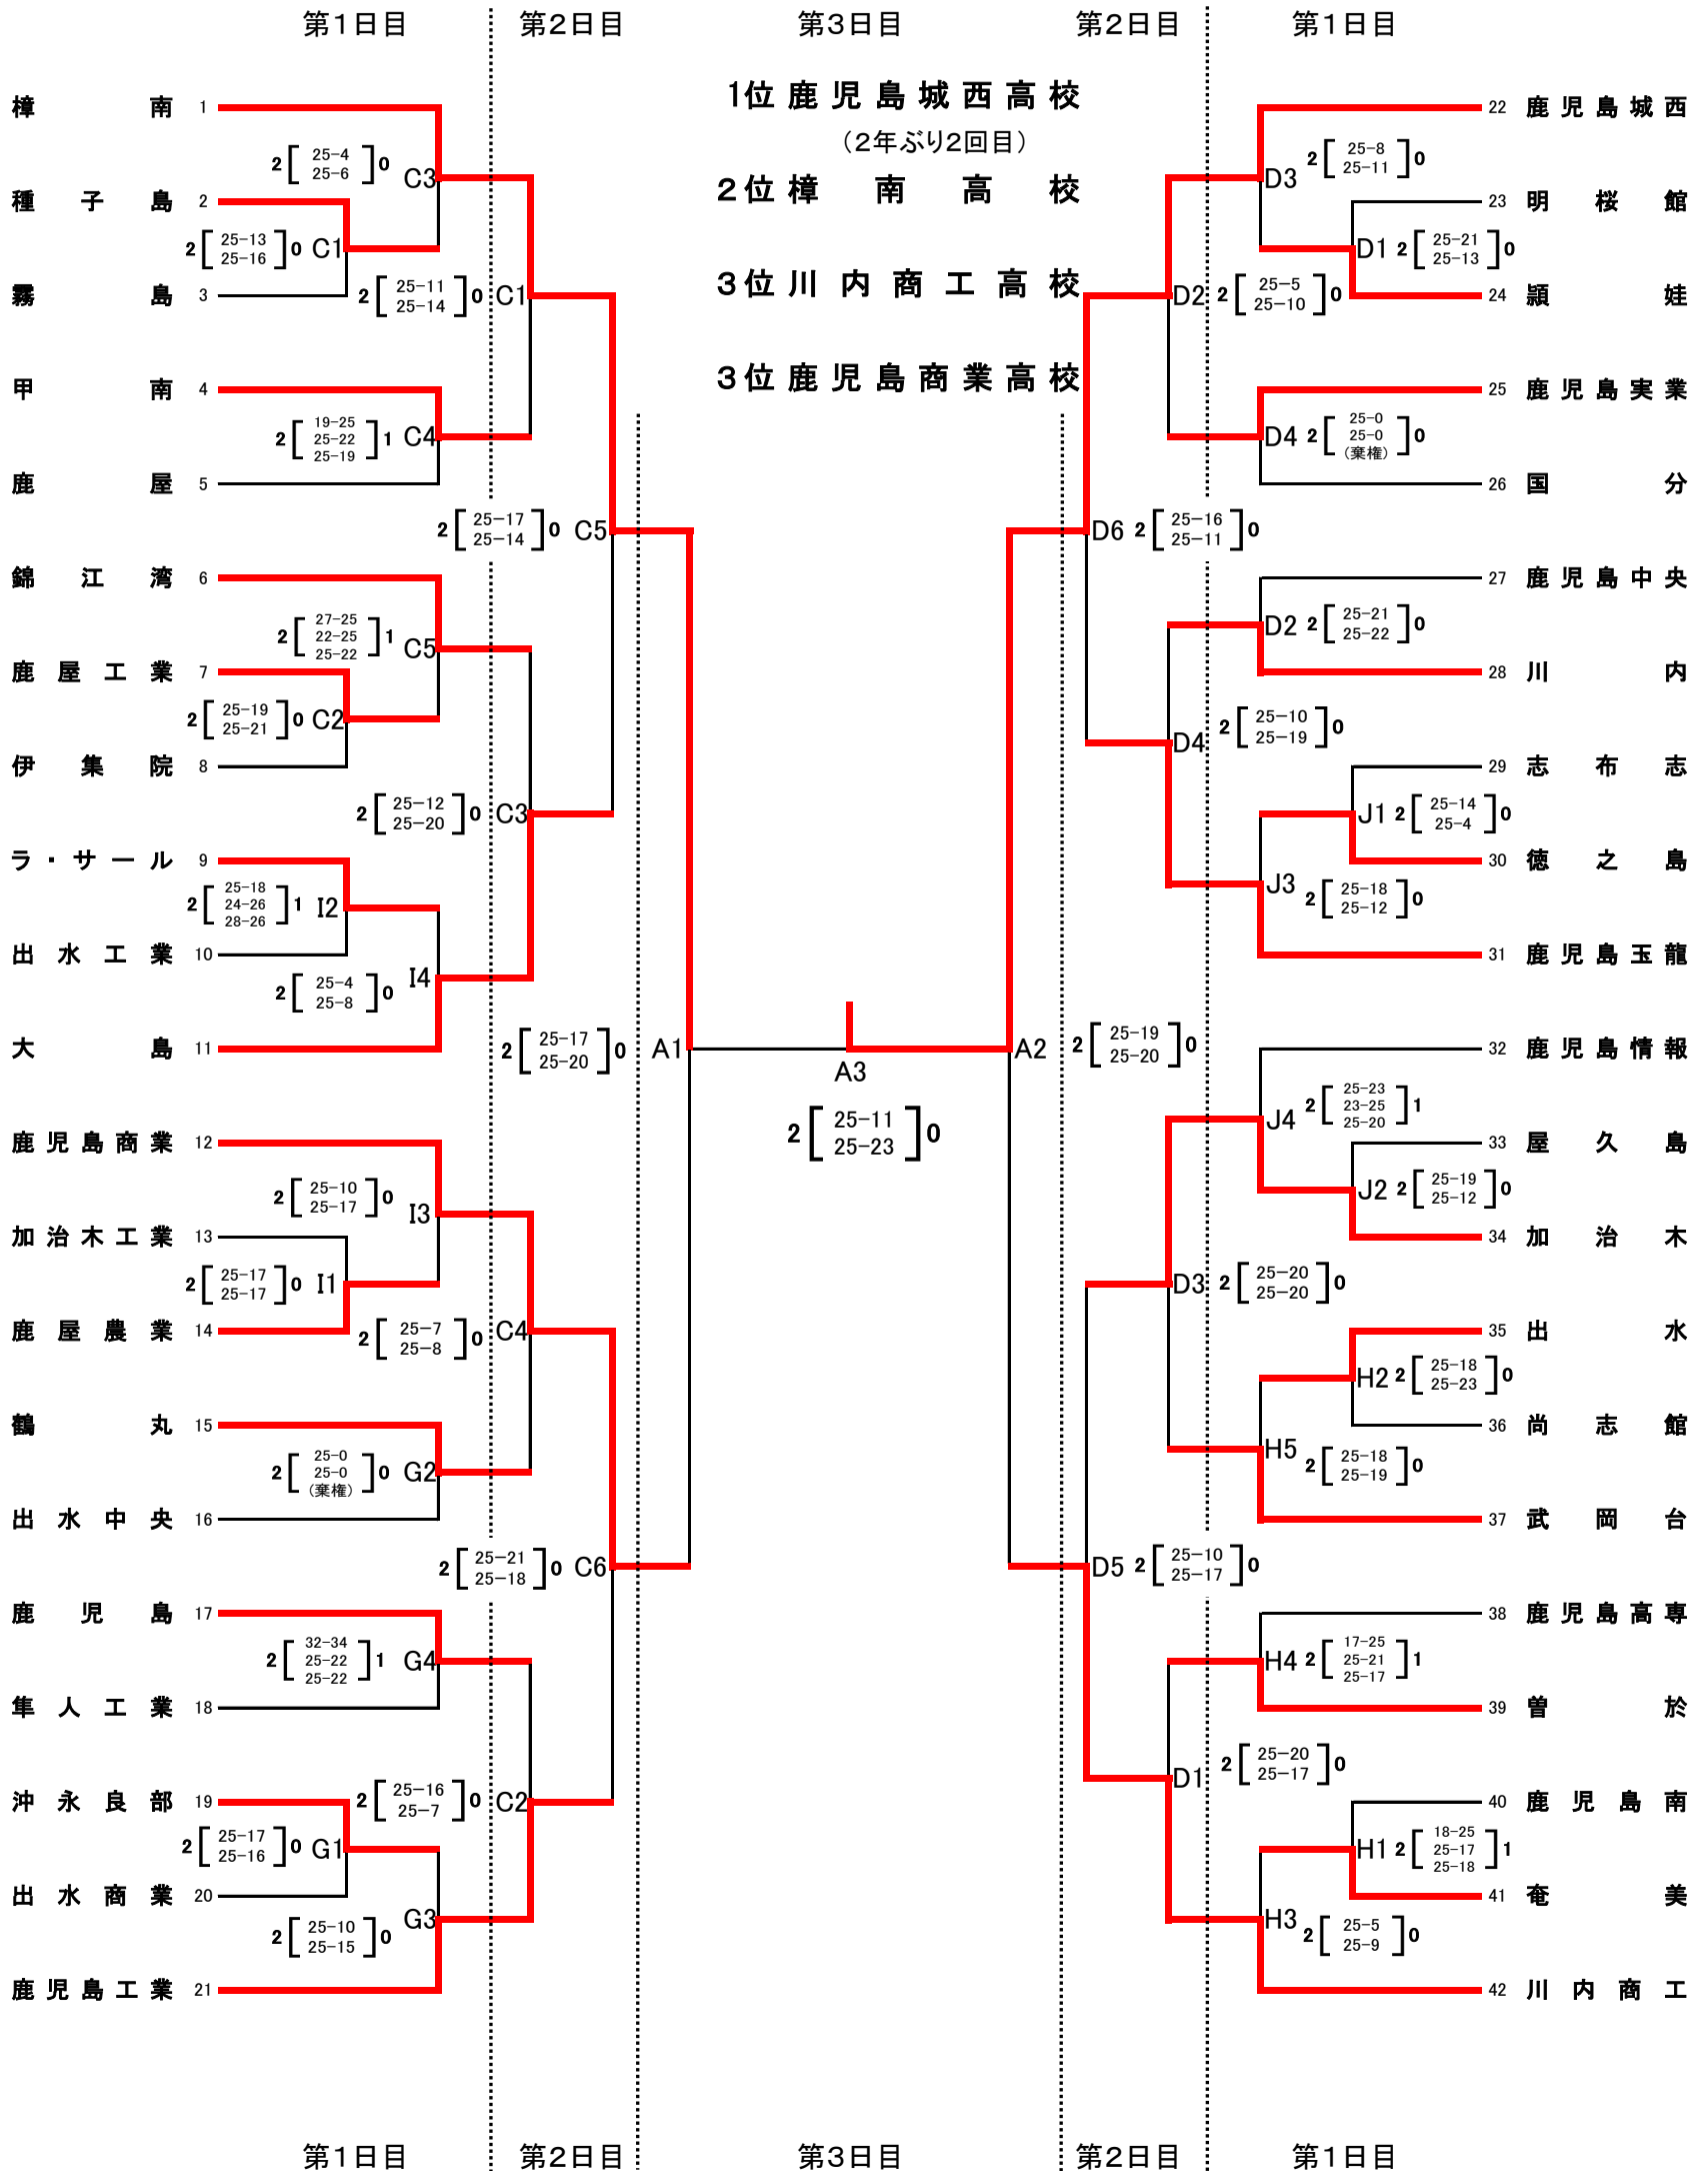 第1日目 第2日目 第3日目 第2日目 第1日目
1位 鹿児島城西高校
（2年ぶり2回目）
2位 樟南高校
3位 川内商工高校
3位 鹿児島商業高校
樟南 1
2 [ 25-4 25-6 ] 0 C3
種子島 2
2 [ 25-13 25-16 ] 0 C1
霧島 3
2 [ 25-11 25-14 ] 0 C1
甲南 4
2 [ 19-25 25-22 25-19 ] 1 C4
鹿屋 5
2 [ 25-17 25-14 ] 0 C5
錦江湾 6
2 [ 27-25 22-25 25-22 ] 1 C5
鹿屋工業 7
2 [ 25-19 25-21 ] 0 C2
伊集院 8
2 [ 25-12 25-20 ] 0 C3
ラ・サール 9
2 [ 25-18 24-26 28-26 ] 1 I2
出水工業 10
2 [ 25-4 25-8 ] 0 I4
大島 11
2 [ 25-17 25-20 ] 0 A1
鹿児島商業 12
2 [ 25-10 25-17 ] 0 I3
加治木工業 13
2 [ 25-17 25-17 ] 0 I1
鹿屋農業 14
2 [ 25-7 25-8 ] 0 C4
鶴丸 15
2 [ 25-0 25-0 (棄権) ] 0 G2
出水中央 16
2 [ 25-21 25-18 ] 0 C6
鹿児島 17
2 [ 32-34 25-22 25-22 ] 1 G4
隼人工業 18
2 [ 25-16 25-7 ] 0 C2
沖永良部 19
2 [ 25-17 25-16 ] 0 G1
出水商業 20
2 [ 25-10 25-15 ] 0 G3
鹿児島工業 21
A3
2 [ 25-11 25-23 ] 0
22 鹿児島城西
D3 2 [ 25-8 25-11 ] 0
23 明桜館
D1 2 [ 25-21 25-13 ] 0
24 頴娃
D2 2 [ 25-5 25-10 ] 0
25 鹿児島実業
D4 2 [ 25-0 25-0 (棄権) ] 0
26 国分
D6 2 [ 25-16 25-11 ] 0
27 鹿児島中央
D2 2 [ 25-21 25-22 ] 0
28 川内
D4 2 [ 25-10 25-19 ] 0
29 志布志
J1 2 [ 25-14 25-4 ] 0
30 徳之島
J3 2 [ 25-18 25-12 ] 0
31 鹿児島玉龍
A2 2 [ 25-19 25-20 ] 0
32 鹿児島情報
J4 2 [ 25-23 23-25 25-20 ] 1
33 屋久島
J2 2 [ 25-19 25-12 ] 0
34 加治木
D3 2 [ 25-20 25-20 ] 0
35 出水
H2 2 [ 25-18 25-23 ] 0
36 尚志館
H5 2 [ 25-18 25-19 ] 0
37 武岡台
D5 2 [ 25-10 25-17 ] 0
38 鹿児島高専
H4 2 [ 17-25 25-21 25-17 ] 1
39 曽於
D1 2 [ 25-20 25-17 ] 0
40 鹿児島南
H1 2 [ 18-25 25-17 25-18 ] 1
41 奄美
H3 2 [ 25-5 25-9 ] 0
42 川内商工
第1日目 第2日目 第3日目 第2日目 第1日目